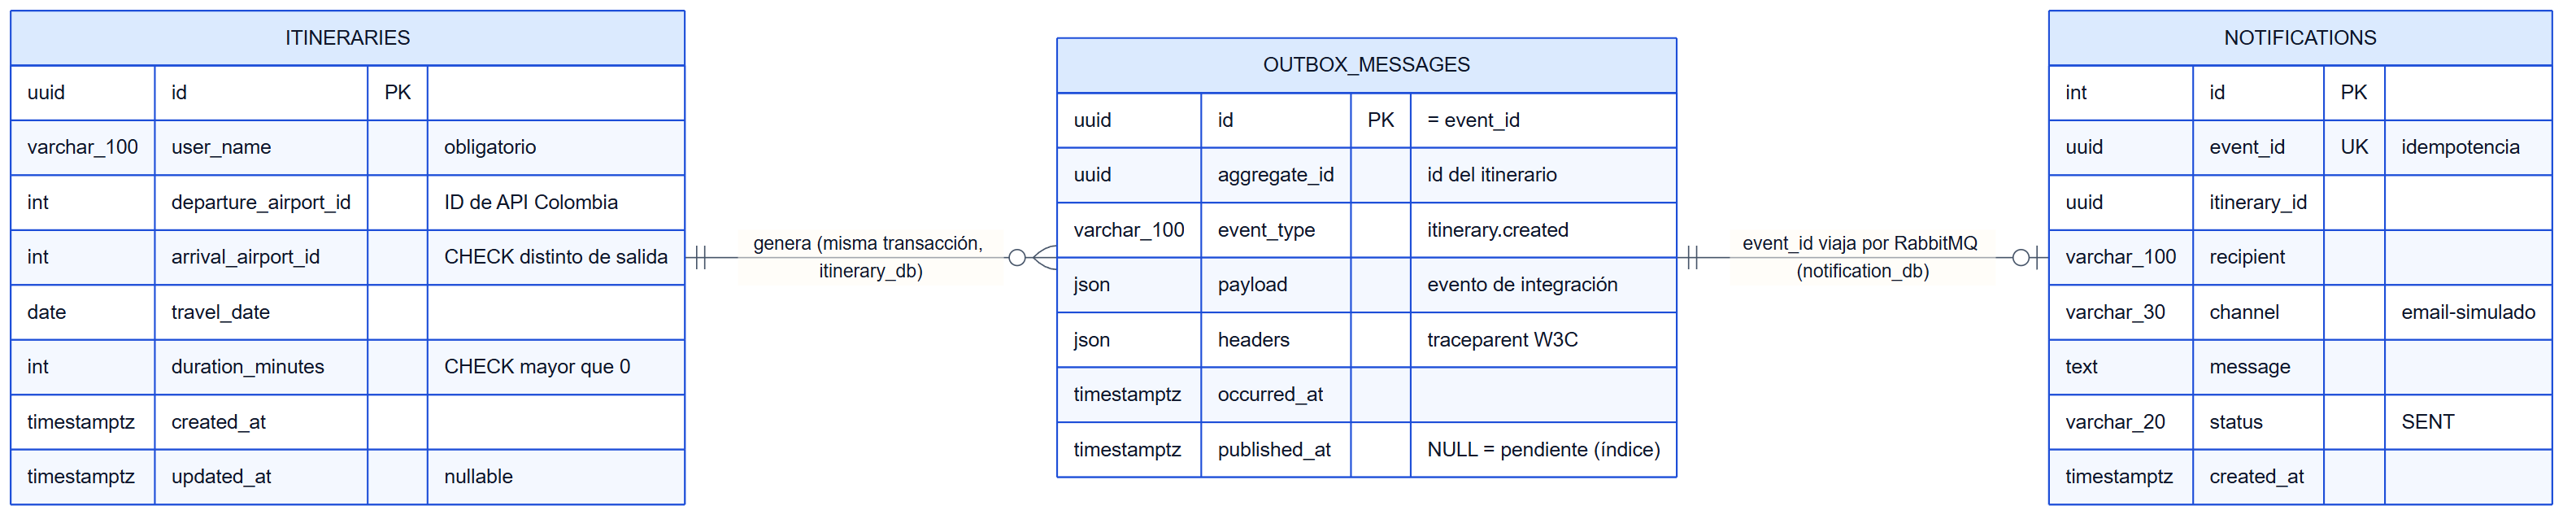 ITINERARIES
uuid id PK
varchar_100 user_name obligatorio
int departure_airport_id ID de API Colombia
int arrival_airport_id CHECK distinto de salida
date travel_date
int duration_minutes CHECK mayor que 0
timestamptz created_at
timestamptz updated_at nullable
genera (misma transacción,
itinerary_db)
OUTBOX_MESSAGES
uuid id PK = event_id
uuid aggregate_id id del itinerario
varchar_100 event_type itinerary.created
json payload evento de integración
json headers traceparent W3C
timestamptz occurred_at
timestamptz published_at NULL = pendiente (índice)
event_id viaja por RabbitMQ
(notification_db)
NOTIFICATIONS
int id PK
uuid event_id UK idempotencia
uuid itinerary_id
varchar_100 recipient
varchar_30 channel email-simulado
text message
varchar_20 status SENT
timestamptz created_at